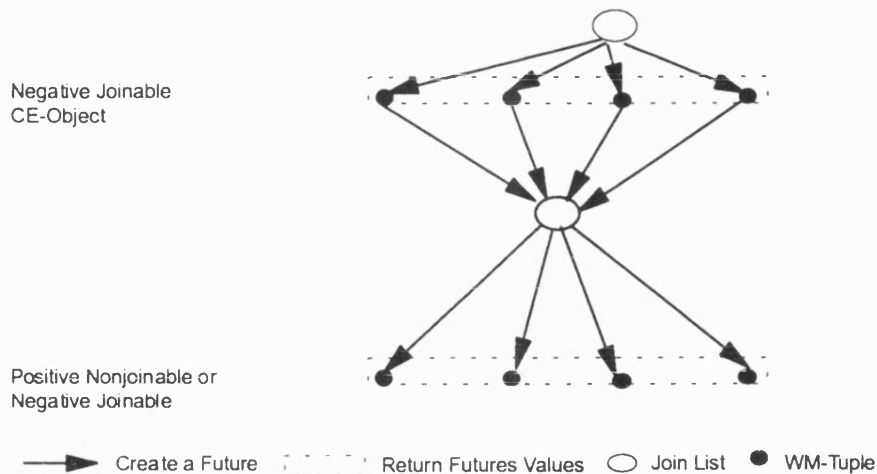 Negative Joinable
CE-Object
Positive Nonjoinable or
Negative Joinable
Create a Future
Return Futures Values
Join List
WM-Tuple